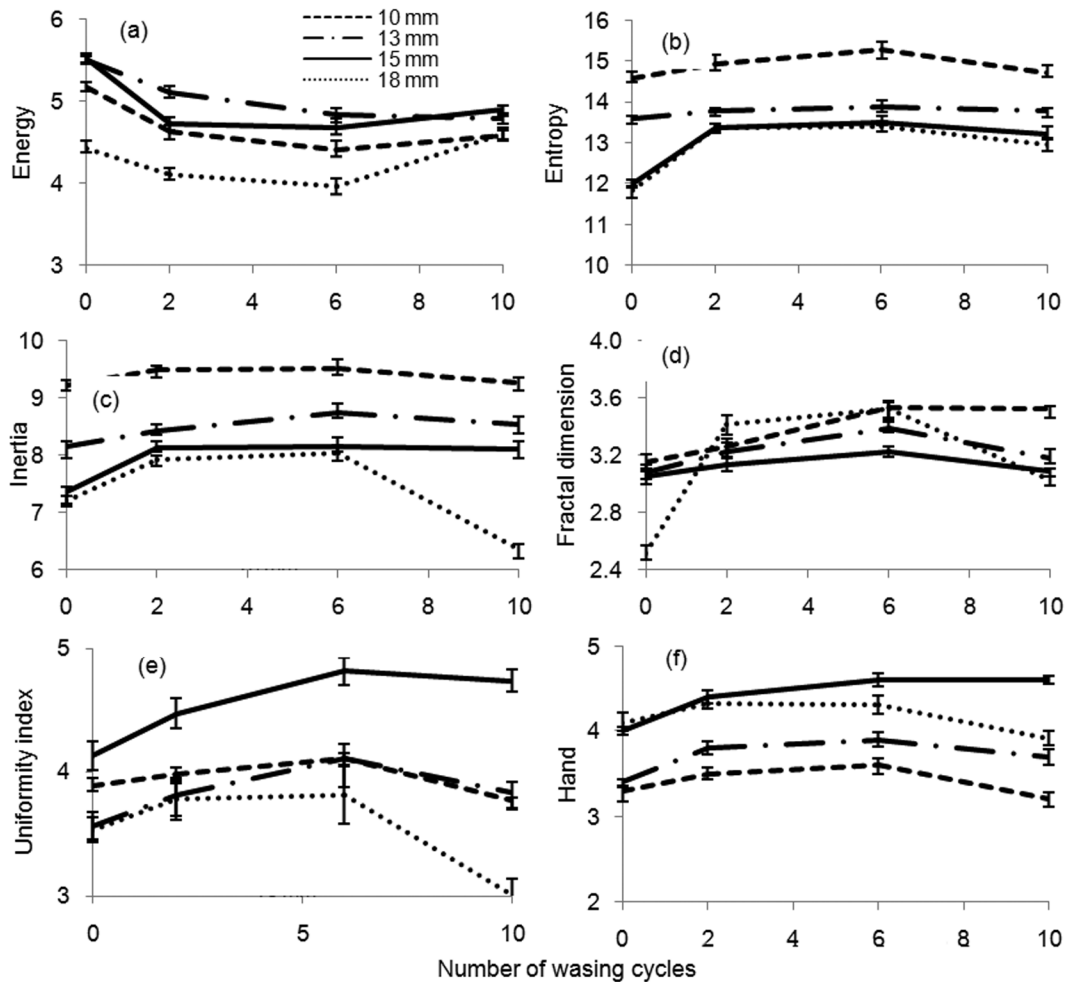 (a)
10 mm
13 mm
15 mm
18 mm
Energy
6
5
4
3
0 2 4 6 8 10
(b)
Entropy
16
15
14
13
12
11
10
0 2 4 6 8 10
(c)
Inertia
10
9
8
7
6
0 2 4 6 8 10
(d)
Fractal dimension
4.0
3.6
3.2
2.8
2.4
0 2 4 6 8 10
(e)
Uniformity index
5
4
3
0 5 10
(f)
Hand
5
4
3
2
0 2 4 6 8 10
Number of wasing cycles